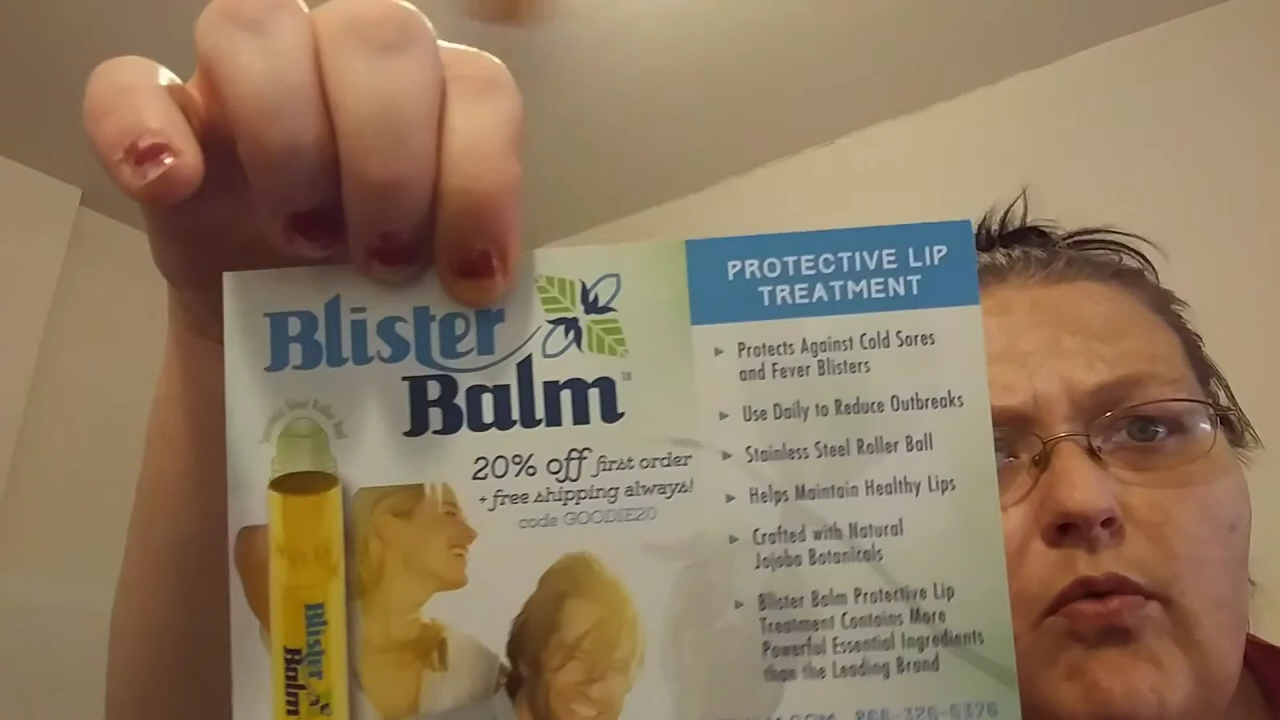 Blister
Balm™
20% off first order
+ free shipping always!
code GOODIE20
PROTECTIVE LIP
TREATMENT
Protects Against Cold Sores
and Fever Blisters
Use Daily to Reduce Outbreaks
Stainless Steel Roller Ball
Helps Maintain Healthy Lips
Crafted with Natural
Jojoba Botanicals
Blister Balm Protective Lip
Treatment Contains More
Powerful Essential Ingredients
than the Leading Brand
Blister
Balm